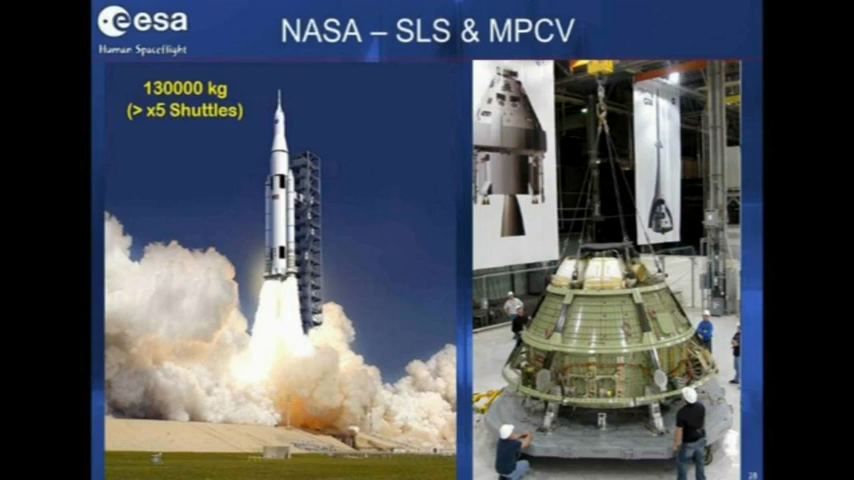 esa
Human Spaceflight
NASA – SLS & MPCV
130000 kg
(> x5 Shuttles)
28